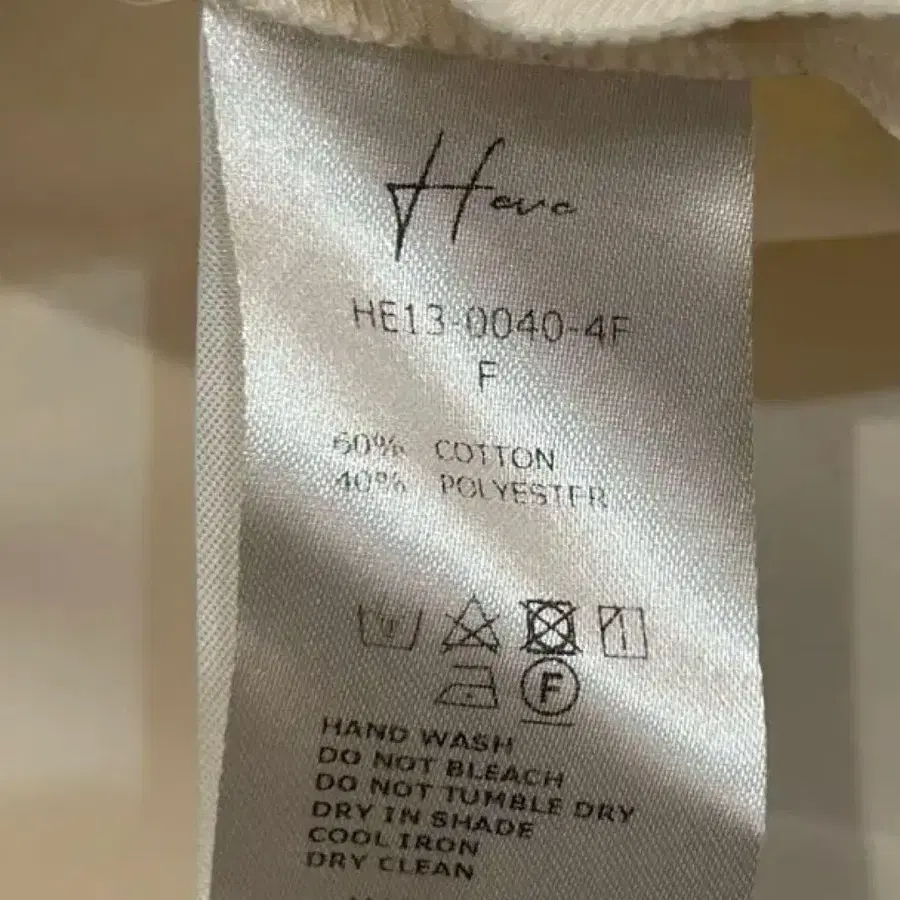 Heve
HE13-0040-4F
F
60% COTTON
40% POLYESTER
F
HAND WASH
DO NOT BLEACH
DO NOT TUMBLE DRY
DRY IN SHADE
COOL IRON
DRY CLEAN